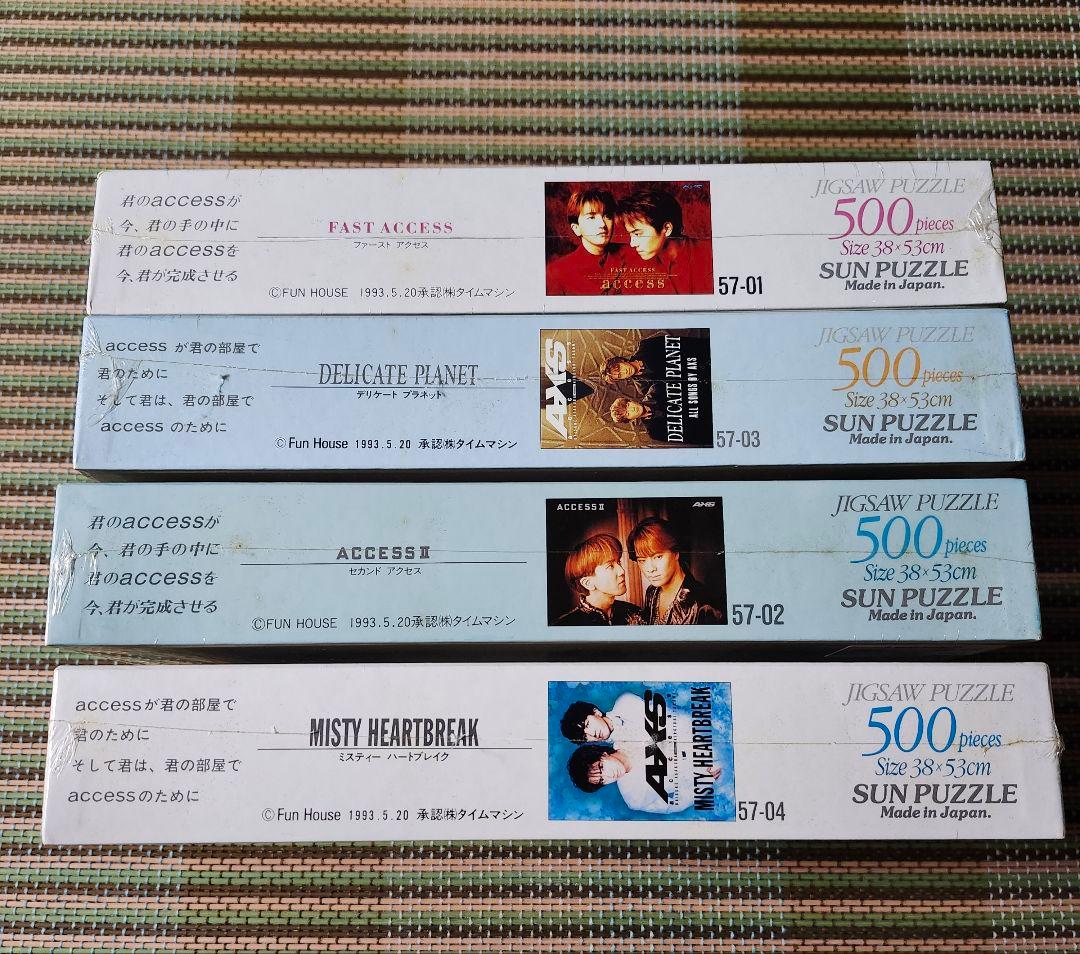 君のaccessが
今、君の手の中に
君のaccessを
今、君が完成させる
FAST ACCESS
ファースト アクセス
©FUN HOUSE 1993.5.20承認㈱タイムマシン
AXS
FAST ACCESS
access
57-01
JIGSAW PUZZLE
500 pieces
Size 38×53cm
SUN PUZZLE
Made in Japan.
access が君の部屋で
君のために
そして君は、君の部屋で
access のために
DELICATE PLANET
デリケート プラネット
©Fun House 1993.5.20 承認㈱タイムマシン
AXS
access
DELICATE PLANET
ALL SONGS BY AXS
57-03
JIGSAW PUZZLE
500 pieces
Size 38×53cm
SUN PUZZLE
Made in Japan.
君のaccessが
今、君の手の中に
君のaccessを
今、君が完成させる
ACCESS II
セカンド アクセス
©FUN HOUSE 1993.5.20承認㈱タイムマシン
ACCESS II
AXS
57-02
JIGSAW PUZZLE
500 pieces
Size 38×53cm
SUN PUZZLE
Made in Japan.
accessが君の部屋で
君のために
そして君は、君の部屋で
accessのために
MISTY HEARTBREAK
ミスティー ハートブレイク
©Fun House 1993.5.20 承認㈱タイムマシン
AXS
access
MISTY HEARTBREAK
57-04
JIGSAW PUZZLE
500 pieces
Size 38×53cm
SUN PUZZLE
Made in Japan.